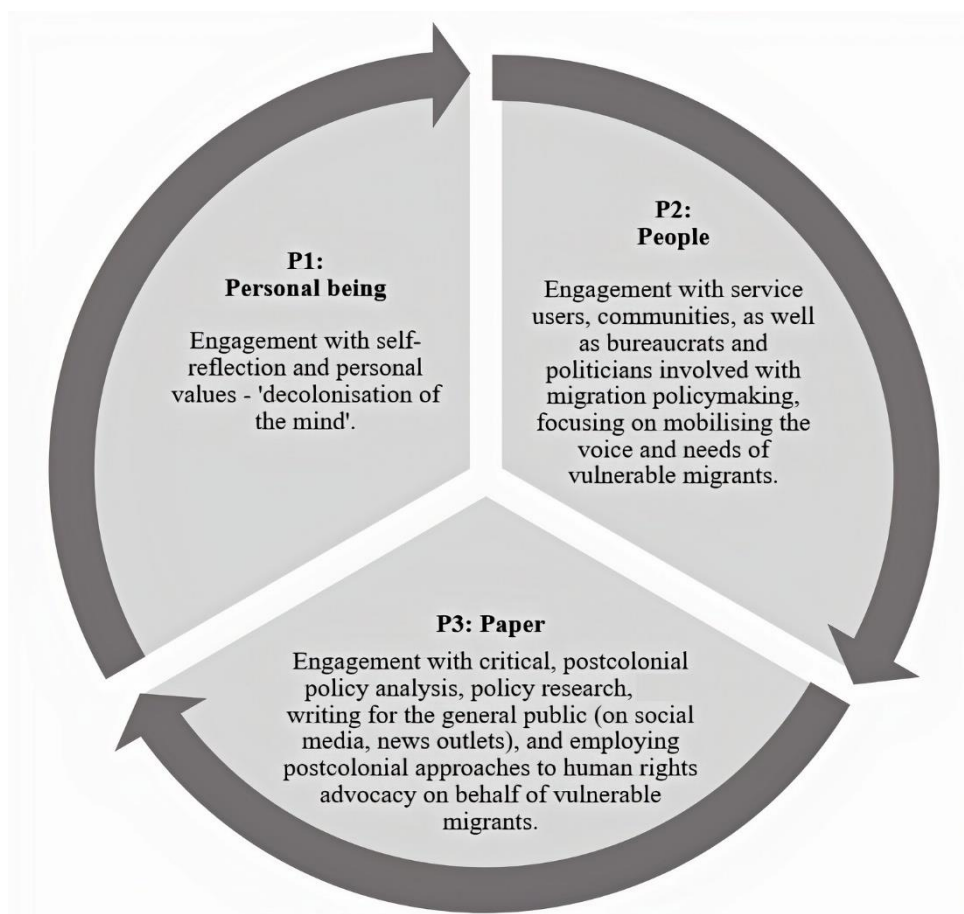 P1:
Personal being
Engagement with self-
reflection and personal
values - 'decolonisation of
the mind'.
P2:
People
Engagement with service
users, communities, as well
as bureaucrats and
politicians involved with
migration policymaking,
focusing on mobilising the
voice and needs of
vulnerable migrants.
P3: Paper
Engagement with critical, postcolonial
policy analysis, policy research,
writing for the general public (on social
media, news outlets), and employing
postcolonial approaches to human rights
advocacy on behalf of vulnerable
migrants.